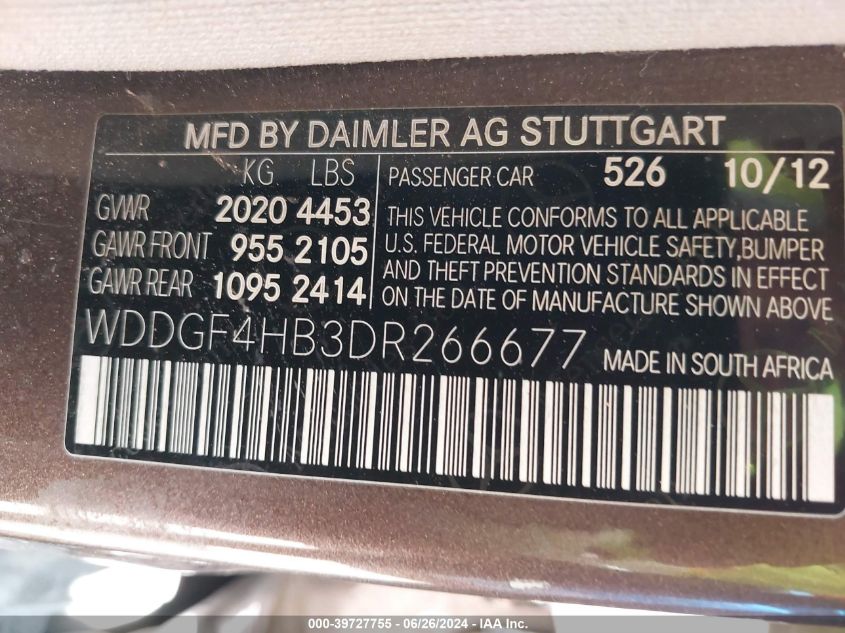 MFD BY DAIMLER AG STUTTGART
KG LBS
GVWR 2020 4453
GAWR FRONT 955 2105
GAWR REAR 1095 2414
PASSENGER CAR 526 10/12
THIS VEHICLE CONFORMS TO ALL APPLICABLE
U.S. FEDERAL MOTOR VEHICLE SAFETY,BUMPER
AND THEFT PREVENTION STANDARDS IN EFFECT
ON THE DATE OF MANUFACTURE SHOWN ABOVE
WDDGF4HB3DR266677 MADE IN SOUTH AFRICA
000-39727755 - 06/26/2024 - IAA Inc.